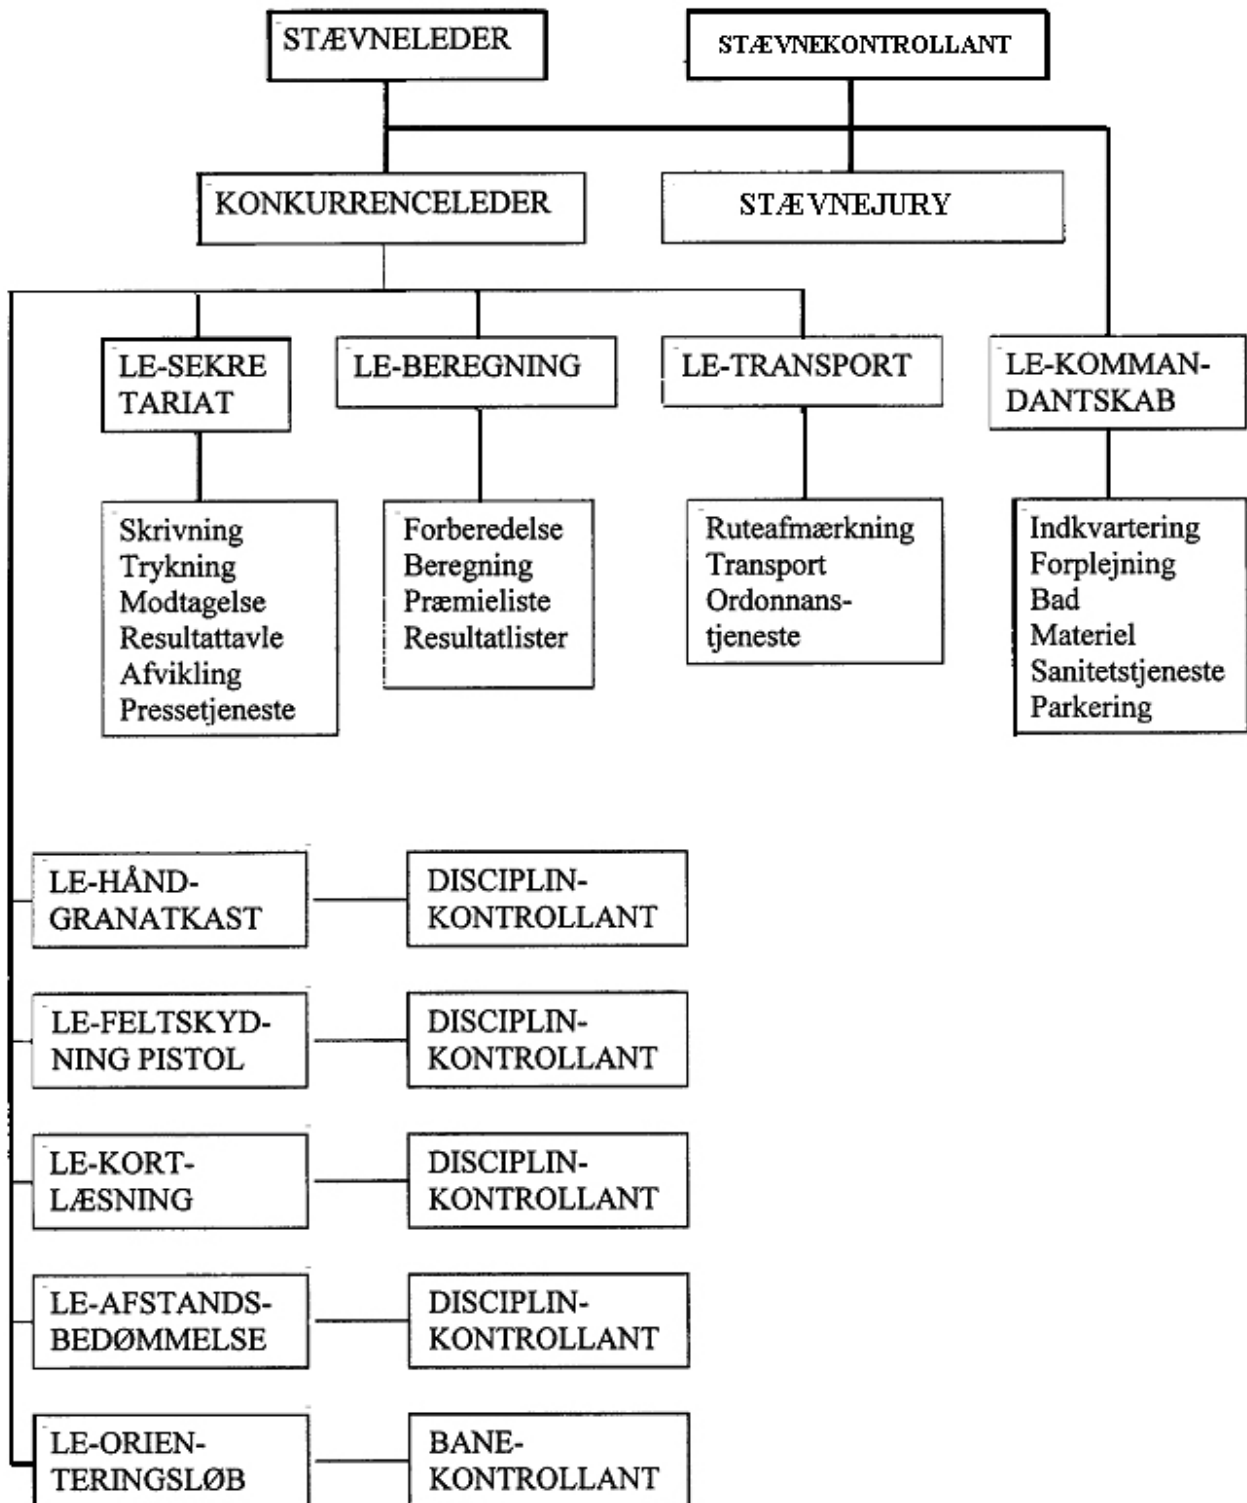 STÆVNELEDER
STÆVNEKONTROLLANT
KONKURRENCELEDER
STÆVNEJURY
LE-SEKRE
TARIAT
LE-BEREGNING
LE-TRANSPORT
LE-KOMMAN-
DANTSKAB
Skrivning
Trykning
Modtagelse
Resultattavle
Afvikling
Pressetjeneste
Forberedelse
Beregning
Præmieliste
Resultatlister
Ruteafmærkning
Transport
Ordonnans-
tjeneste
Indkvartering
Forplejning
Bad
Materiel
Sanitetstjeneste
Parkering
LE-HÅND-
GRANATKAST
DISCIPLIN-
KONTROLLANT
LE-FELTSKYD-
NING PISTOL
DISCIPLIN-
KONTROLLANT
LE-KORT-
LÆSNING
DISCIPLIN-
KONTROLLANT
LE-AFSTANDS-
BEDØMMELSE
DISCIPLIN-
KONTROLLANT
LE-ORIEN-
TERINGSLØB
BANE-
KONTROLLANT